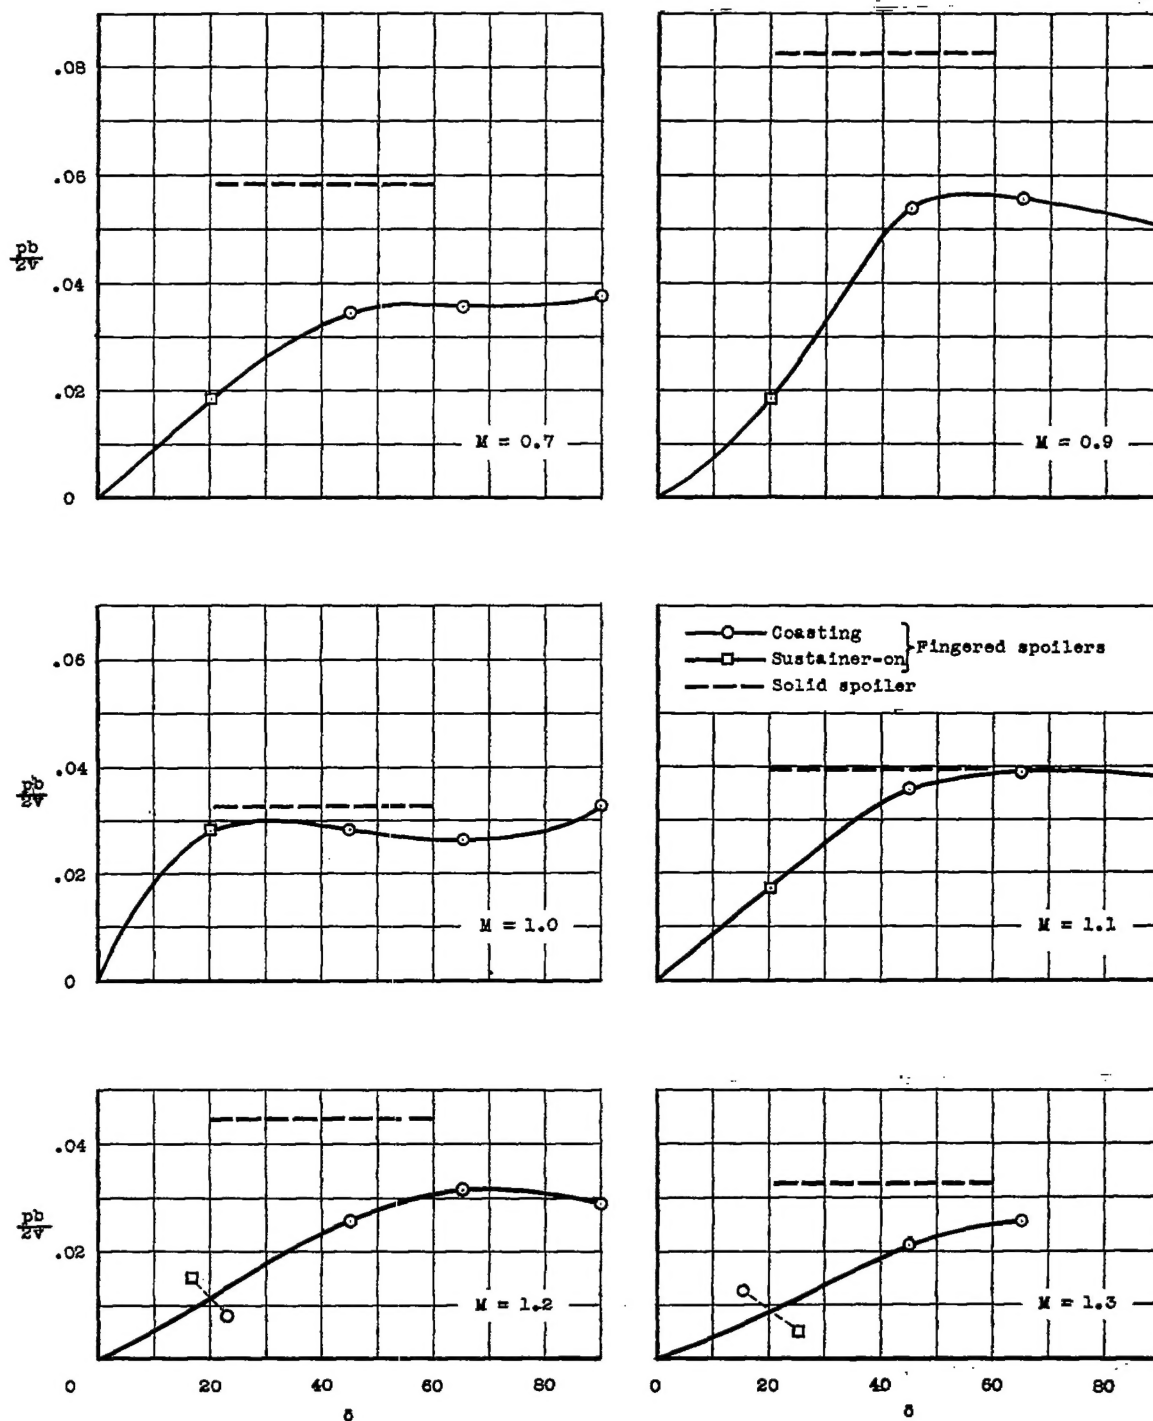 .08
.06
pb
2V
.04
.02
M = 0.7
M = 0.9
0
.06
Coasting
Sustainer-on
Fingered spoilers
Solid spoiler
.04
pb
2V
.02
M = 1.0
M = 1.1
0
.04
pb
2V
.02
M = 1.2
M = 1.3
0 20 40 60 80
0 20 40 60 80
δ
δ